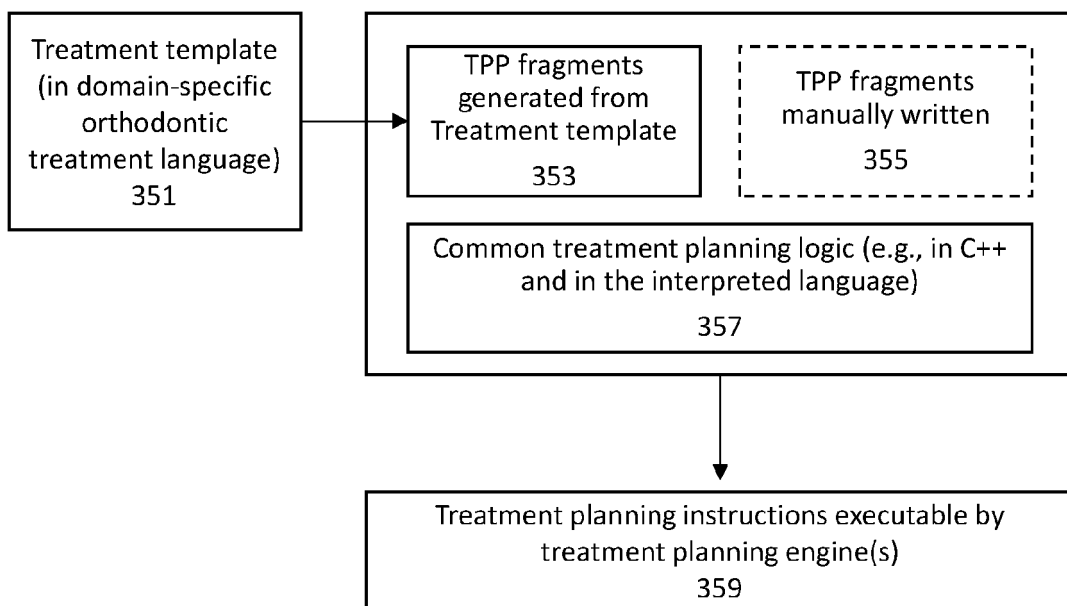 Treatment template
(in domain-specific
orthodontic
treatment language)
351
TPP fragments
generated from
Treatment template
353
TPP fragments
manually written
355
Common treatment planning logic (e.g., in C++
and in the interpreted language)
357
Treatment planning instructions executable by
treatment planning engine(s)
359